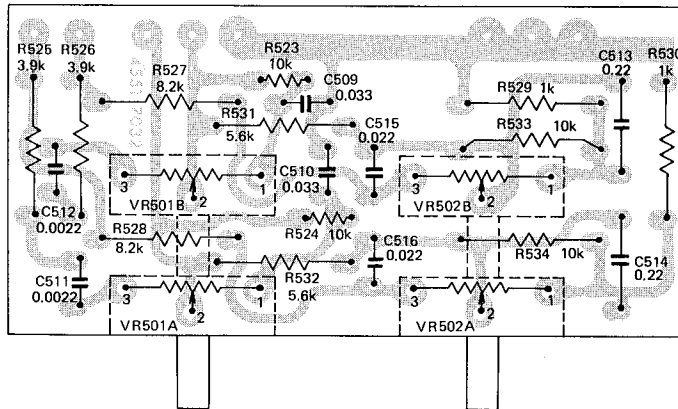 R525
3.9k
R526
3.9k
R527
8.2k
R523
10k
C509
0.033
R531
5.6k
C515
0.022
R529
1k
R533
10k
C513
0.22
R530
1k
3
VR501B
2
1
C510
0.033
3
VR502B
2
1
C512
0.0022
R528
8.2k
R524
10k
C516
0.022
R534
10k
C511
0.0022
R532
5.6k
C514
0.22
3
VR501A
2
1
3
VR502A
2
1